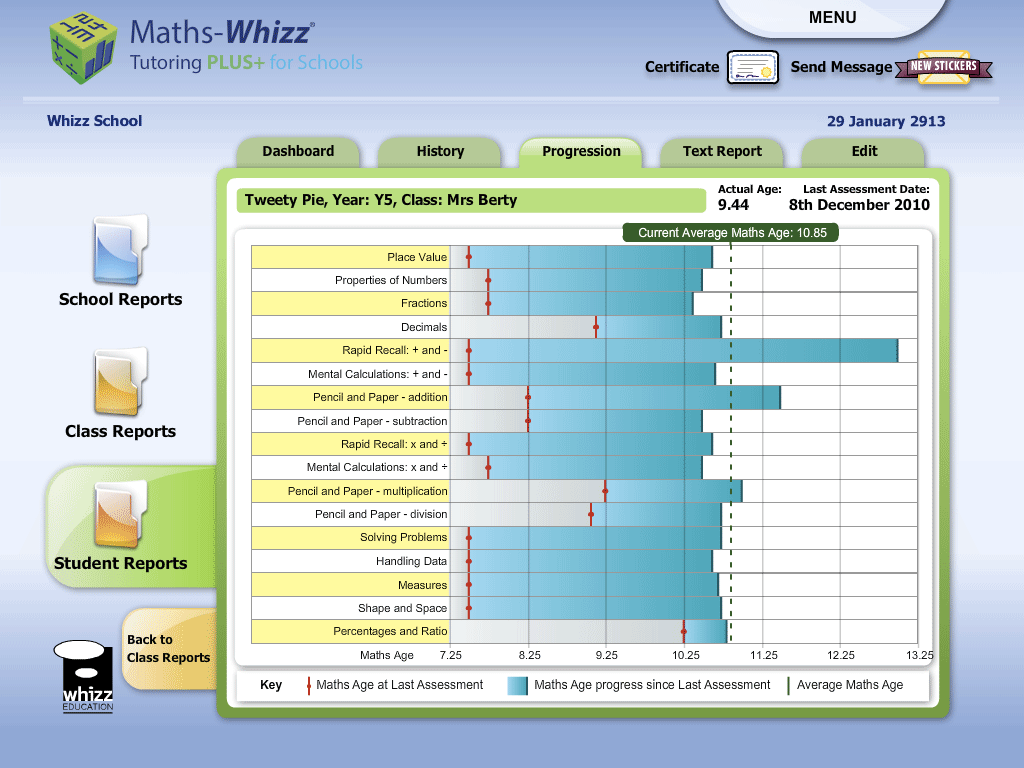 MENU
Maths-Whizz®
Tutoring PLUS+ for Schools
Certificate
Send Message
NEW STICKERS
Whizz School
29 January 2913
Dashboard
History
Progression
Text Report
Edit
Tweety Pie, Year: Y5, Class: Mrs Berty
Actual Age:
9.44
Last Assessment Date:
8th December 2010
Current Average Maths Age: 10.85
Place Value
Properties of Numbers
Fractions
Decimals
Rapid Recall: + and -
Mental Calculations: + and -
Pencil and Paper - addition
Pencil and Paper - subtraction
Rapid Recall: x and ÷
Mental Calculations: x and ÷
Pencil and Paper - multiplication
Pencil and Paper - division
Solving Problems
Handling Data
Measures
Shape and Space
Percentages and Ratio
Maths Age
7.25
8.25
9.25
10.25
11.25
12.25
13.25
Key
Maths Age at Last Assessment
Maths Age progress since Last Assessment
Average Maths Age
School Reports
Class Reports
Student Reports
Back to
Class Reports
whizz
EDUCATION